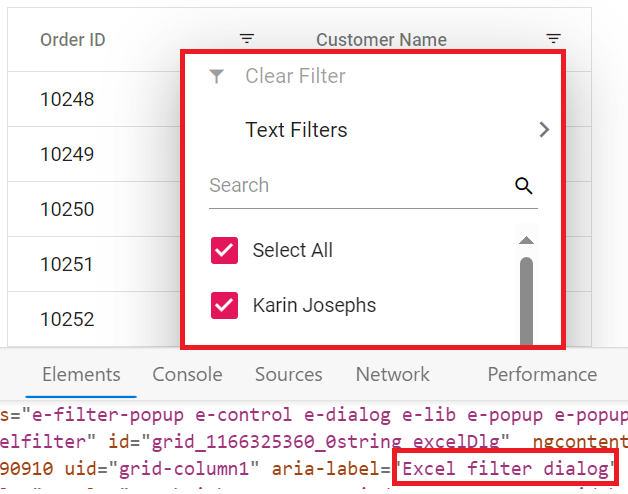 Order ID Customer Name
Clear Filter
10248
Text Filters
10249
Search
10250
Select All
10251
Karin Josephs
10252
Elements Console Sources Network Performance
s="e-filter-popup e-control e-dialog e-lib e-popup e-popup
elfilter" id="grid_1166325360_0string_excelDlg" _ngcontent
90910 uid="grid-column1" aria-label="Excel filter dialog"